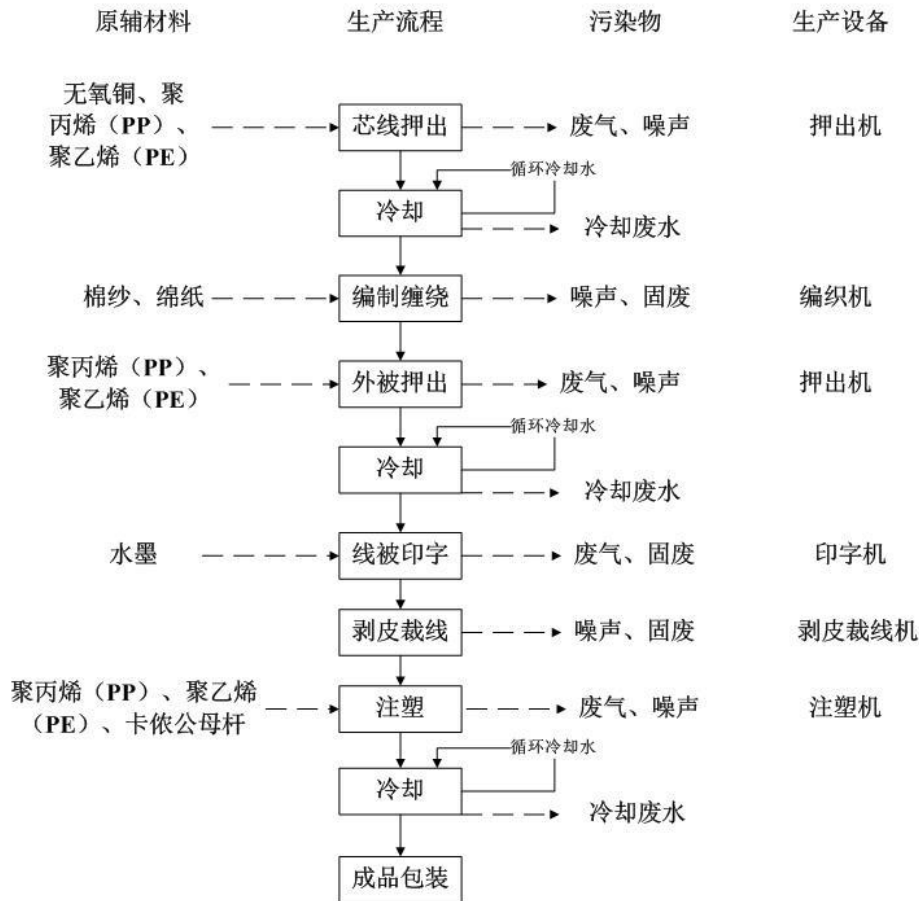 原辅材料 生产流程 污染物 生产设备
无氧铜、聚
丙烯（PP）、
聚乙烯（PE）
芯线押出 废气、噪声 押出机
循环冷却水
冷却
冷却废水
棉纱、绵纸 编制缠绕 噪声、固废 编织机
聚丙烯（PP）、
聚乙烯（PE）
外被押出 废气、噪声 押出机
循环冷却水
冷却
冷却废水
水墨 线被印字 废气、固废 印字机
剥皮裁线 噪声、固废 剥皮裁线机
聚丙烯（PP）、聚乙烯
（PE）、卡侬公母杆
注塑 废气、噪声 注塑机
循环冷却水
冷却
冷却废水
成品包装